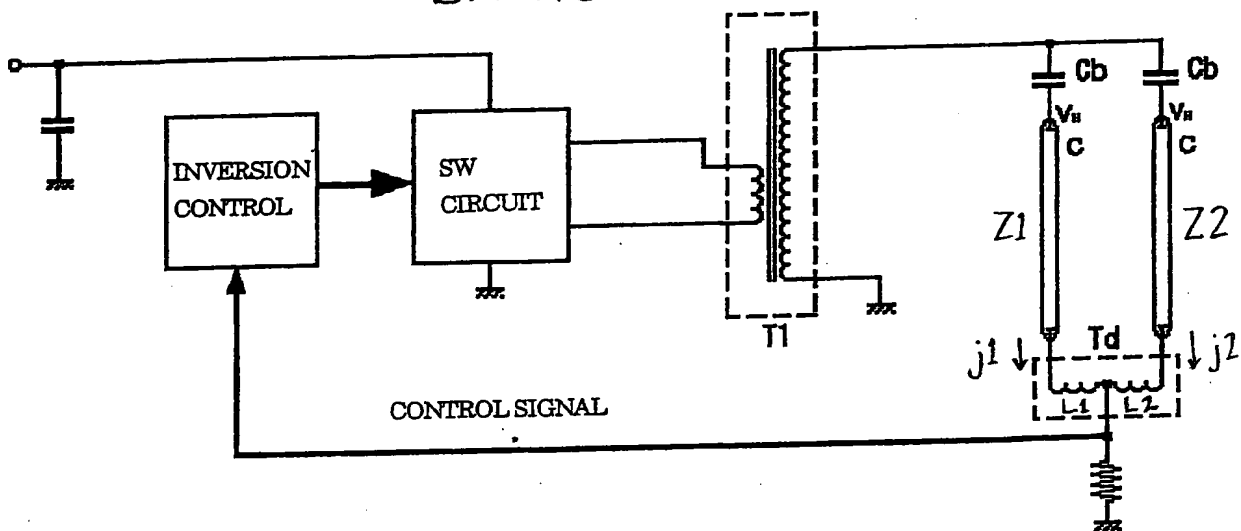 Cb
Cb
VH
VH
C
C
INVERSION
CONTROL
SW
CIRCUIT
Z1
Z2
T1
Td
j1
j2
L1
L2
CONTROL SIGNAL